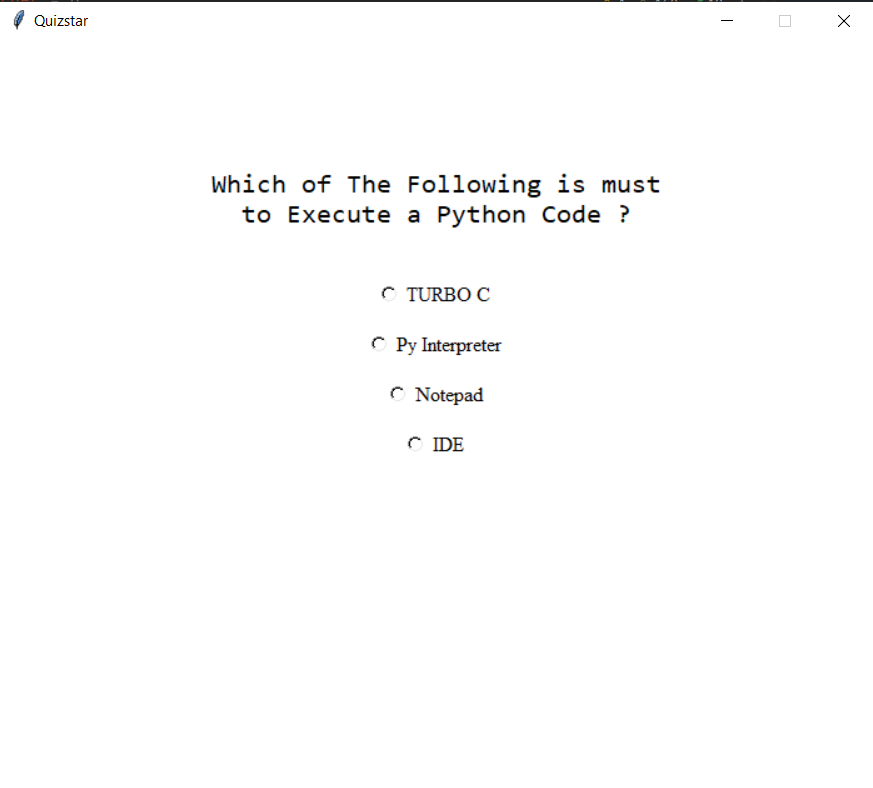 Quizstar
Which of The Following is must
to Execute a Python Code ?
TURBO C
Py Interpreter
Notepad
IDE